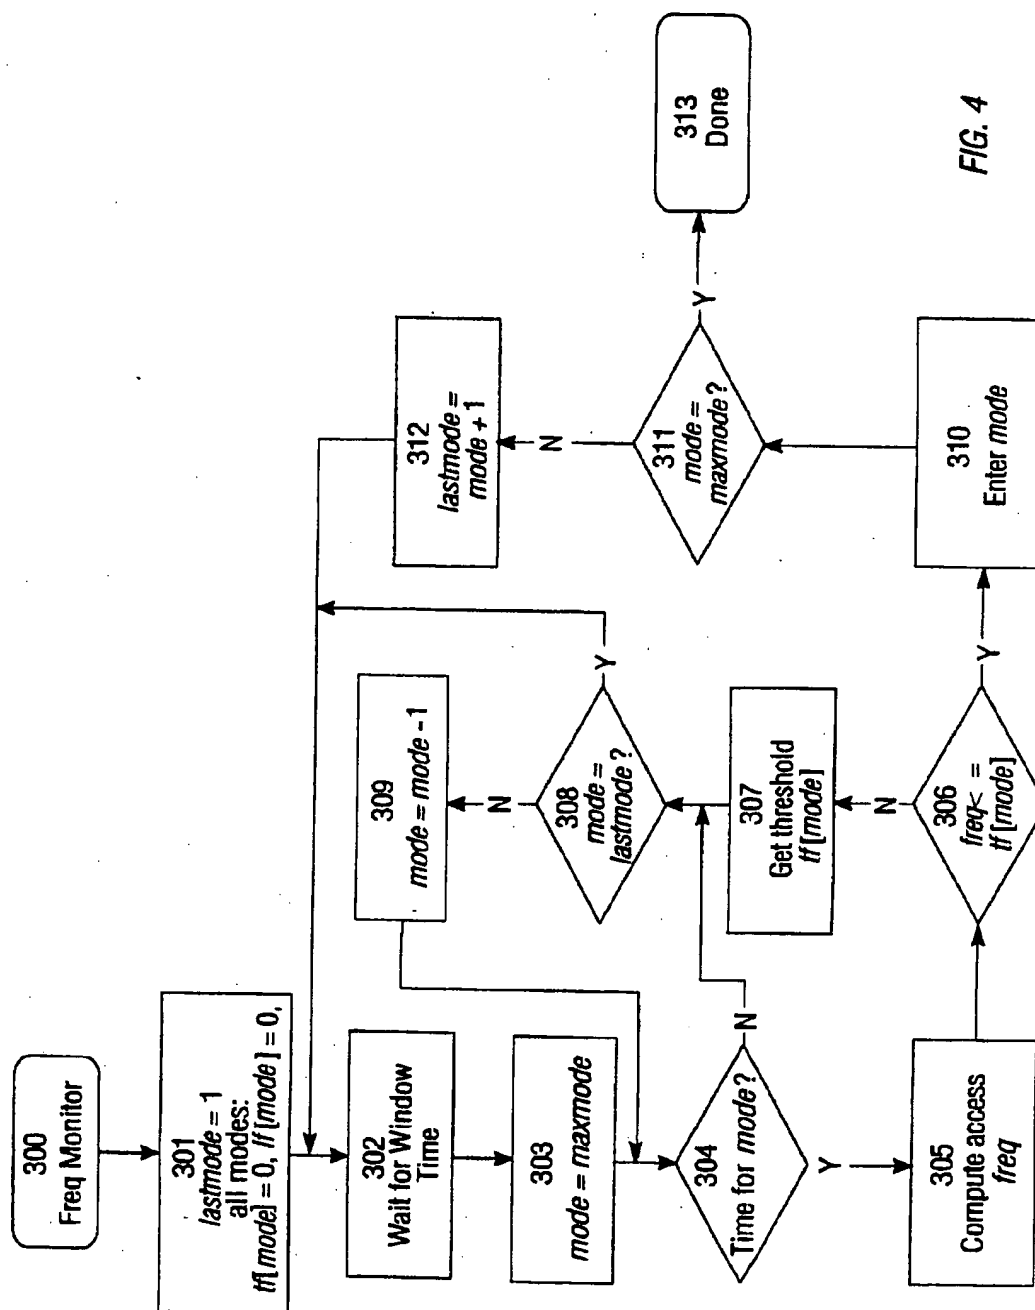 300
Freq Monitor
301
lastmode = 1
all modes:
tf[model] = 0, lf [mode] = 0,
302
Wait for Window
Time
303
mode = maxmode
304
Time for mode?
N
Y
305
Compute access
freq
306
freq< =
tf [mode]
N
Y
307
Get threshold
tf [mode]
308
mode =
lastmode ?
N
Y
309
mode = mode - 1
310
Enter mode
311
mode =
maxmode?
N
Y
312
lastmode =
mode + 1
313
Done
FIG. 4